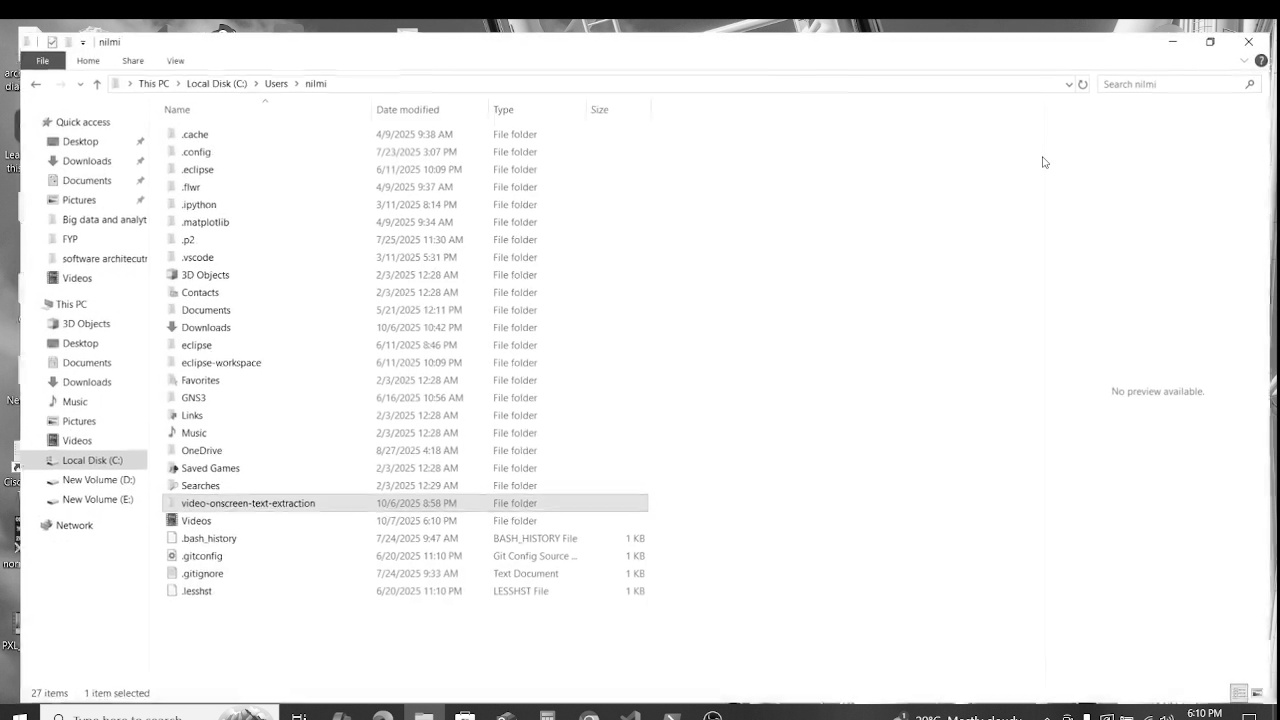 nilmi
File Home Share View
This PC Local Disk (C:) Users nilmi Search nilmi
Name Date modified Type Size
Quick access
Desktop
Downloads
Documents
Pictures
Big data and analyt
FYP
software architecutr
Videos
This PC
3D Objects
Desktop
Documents
Downloads
Music
Pictures
Videos
Local Disk (C:)
New Volume (D:)
New Volume (E:)
Network
.cache 4/9/2025 9:38 AM File folder
.config 7/23/2025 3:07 PM File folder
.eclipse 6/11/2025 10:09 PM File folder
.flwr 4/9/2025 9:37 AM File folder
.ipython 3/11/2025 8:14 PM File folder
.matplotlib 4/9/2025 9:34 AM File folder
.p2 7/25/2025 11:30 AM File folder
.vscode 3/11/2025 5:31 PM File folder
3D Objects 2/3/2025 12:28 AM File folder
Contacts 2/3/2025 12:28 AM File folder
Documents 5/21/2025 12:11 PM File folder
Downloads 10/6/2025 10:42 PM File folder
eclipse 6/11/2025 8:46 PM File folder
eclipse-workspace 6/11/2025 10:09 PM File folder
Favorites 2/3/2025 12:28 AM File folder
GNS3 6/16/2025 10:56 AM File folder
Links 2/3/2025 12:28 AM File folder
Music 2/3/2025 12:28 AM File folder
OneDrive 8/27/2025 4:18 AM File folder
Saved Games 2/3/2025 12:28 AM File folder
Searches 2/3/2025 12:29 AM File folder
video-onscreen-text-extraction 10/6/2025 8:58 PM File folder
Videos 10/7/2025 6:10 PM File folder
.bash_history 7/24/2025 9:47 AM BASH_HISTORY File 1 KB
.gitconfig 6/20/2025 11:10 PM Git Config Source ... 1 KB
.gitignore 7/24/2025 9:33 AM Text Document 1 KB
.lesshst 6/20/2025 11:10 PM LESSHST File 1 KB
No preview available.
27 items 1 item selected
Type here to search
6:10 PM